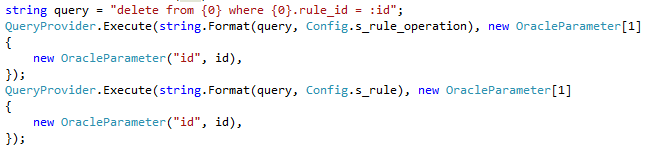 string query = "delete from {0} where {0}.rule_id = :id";
QueryProvider.Execute(string.Format(query, Config.s_rule_operation), new OracleParameter[1]
{
    new OracleParameter("id", id),
});
QueryProvider.Execute(string.Format(query, Config.s_rule), new OracleParameter[1]
{
    new OracleParameter("id", id),
});